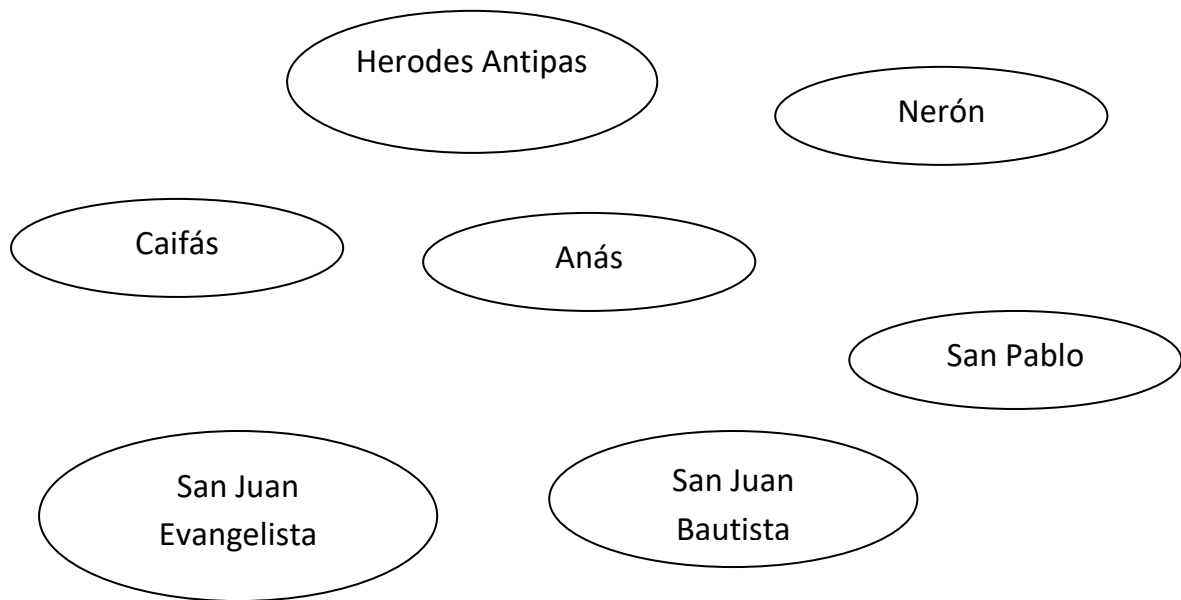 Herodes Antipas
Nerón
Caifás
Anás
San Pablo
San Juan
Evangelista
San Juan
Bautista